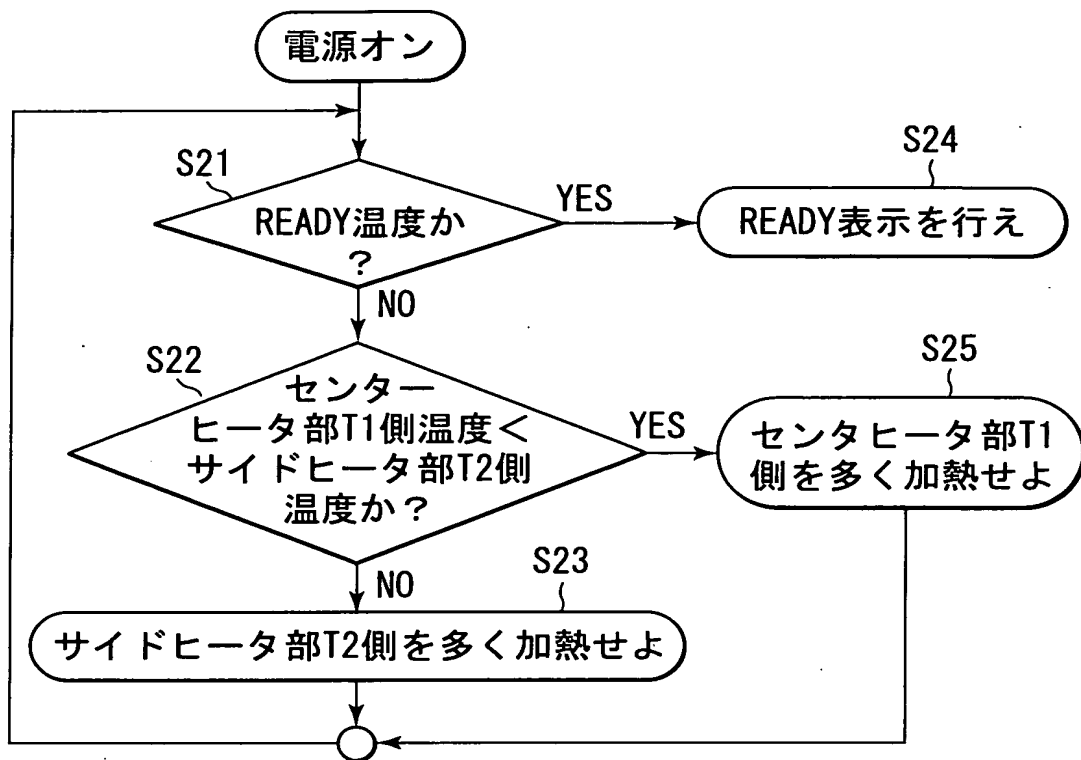 電源オン
S21
READY温度か
？
YES
S24
READY表示を行え
NO
S22
センター
ヒータ部T1側温度＜
サイドヒータ部T2側
温度か？
YES
S25
センタヒータ部T1
側を多く加熱せよ
NO
S23
サイドヒータ部T2側を多く加熱せよ